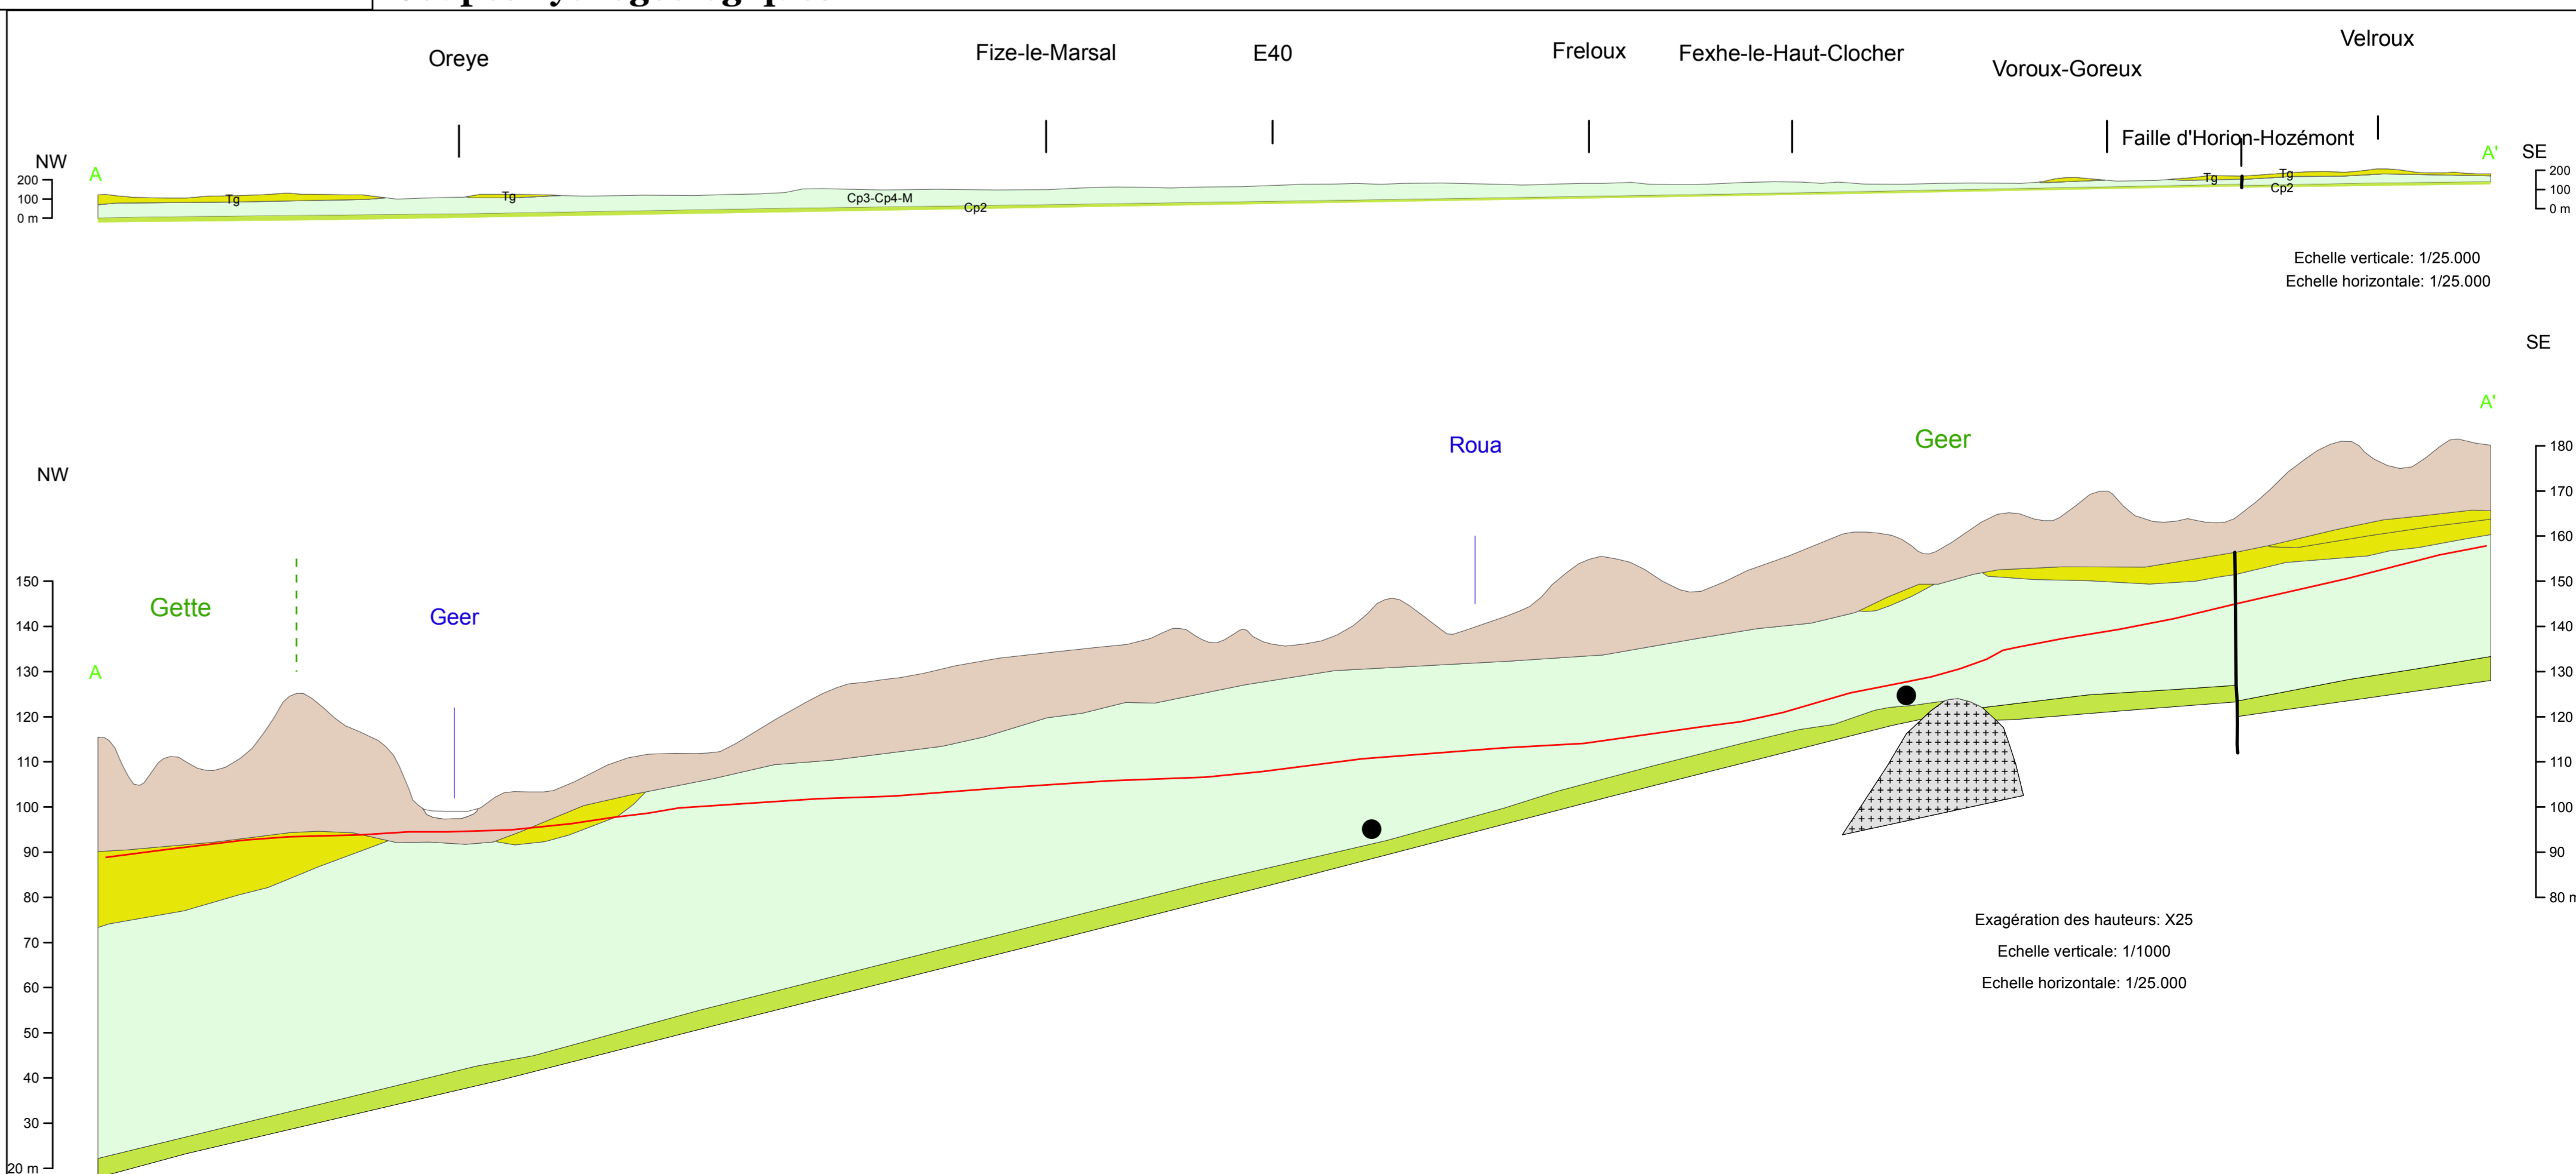 Oreye
Fize-le-Marsal
E40
Freloux
Fexhe-le-Haut-Clocher
Voroux-Goreux
Velroux
Faille d'Horion-Hozémont
NW
A
A'
SE
200
100
0 m
Tg
Tg
Cp3-Cp4-M
Cp2
Tg
Tg
Cp2
200
100
0 m
Echelle verticale: 1/25.000
Echelle horizontale: 1/25.000
SE
A'
NW
Gette
Geer
Roua
Geer
A
150
140
130
120
110
100
90
80
70
60
50
40
30
20 m
180
170
160
150
140
130
120
110
100
90
80 m
Exagération des hauteurs: X25
Echelle verticale: 1/1000
Echelle horizontale: 1/25.000